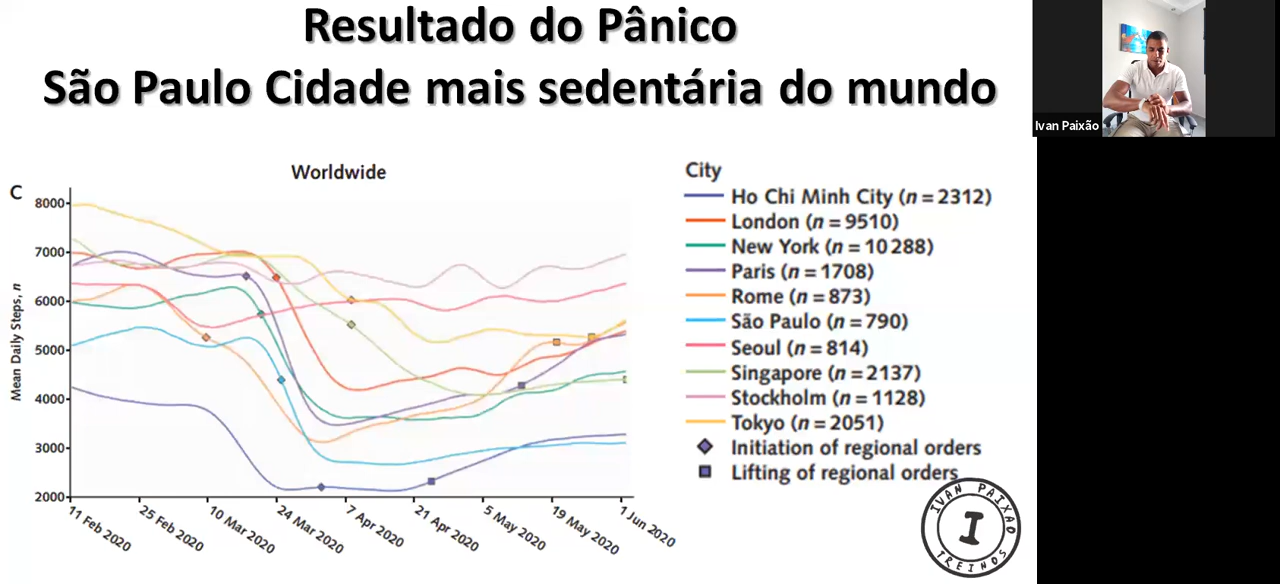 Resultado do Pânico
São Paulo Cidade mais sedentária do mundo
Ivan Paixão
Worldwide
C
Mean Daily Steps, n
8000
7000
6000
5000
4000
3000
2000
11 Feb 2020
25 Feb 2020
10 Mar 2020
24 Mar 2020
7 Apr 2020
21 Apr 2020
5 May 2020
19 May 2020
1 Jun 2020
City
Ho Chi Minh City (n = 2312)
London (n = 9510)
New York (n = 10 288)
Paris (n = 1708)
Rome (n = 873)
São Paulo (n = 790)
Seoul (n = 814)
Singapore (n = 2137)
Stockholm (n = 1128)
Tokyo (n = 2051)
Initiation of regional orders
Lifting of regional orders
IVAN PAIXÃO
I
TREINOS